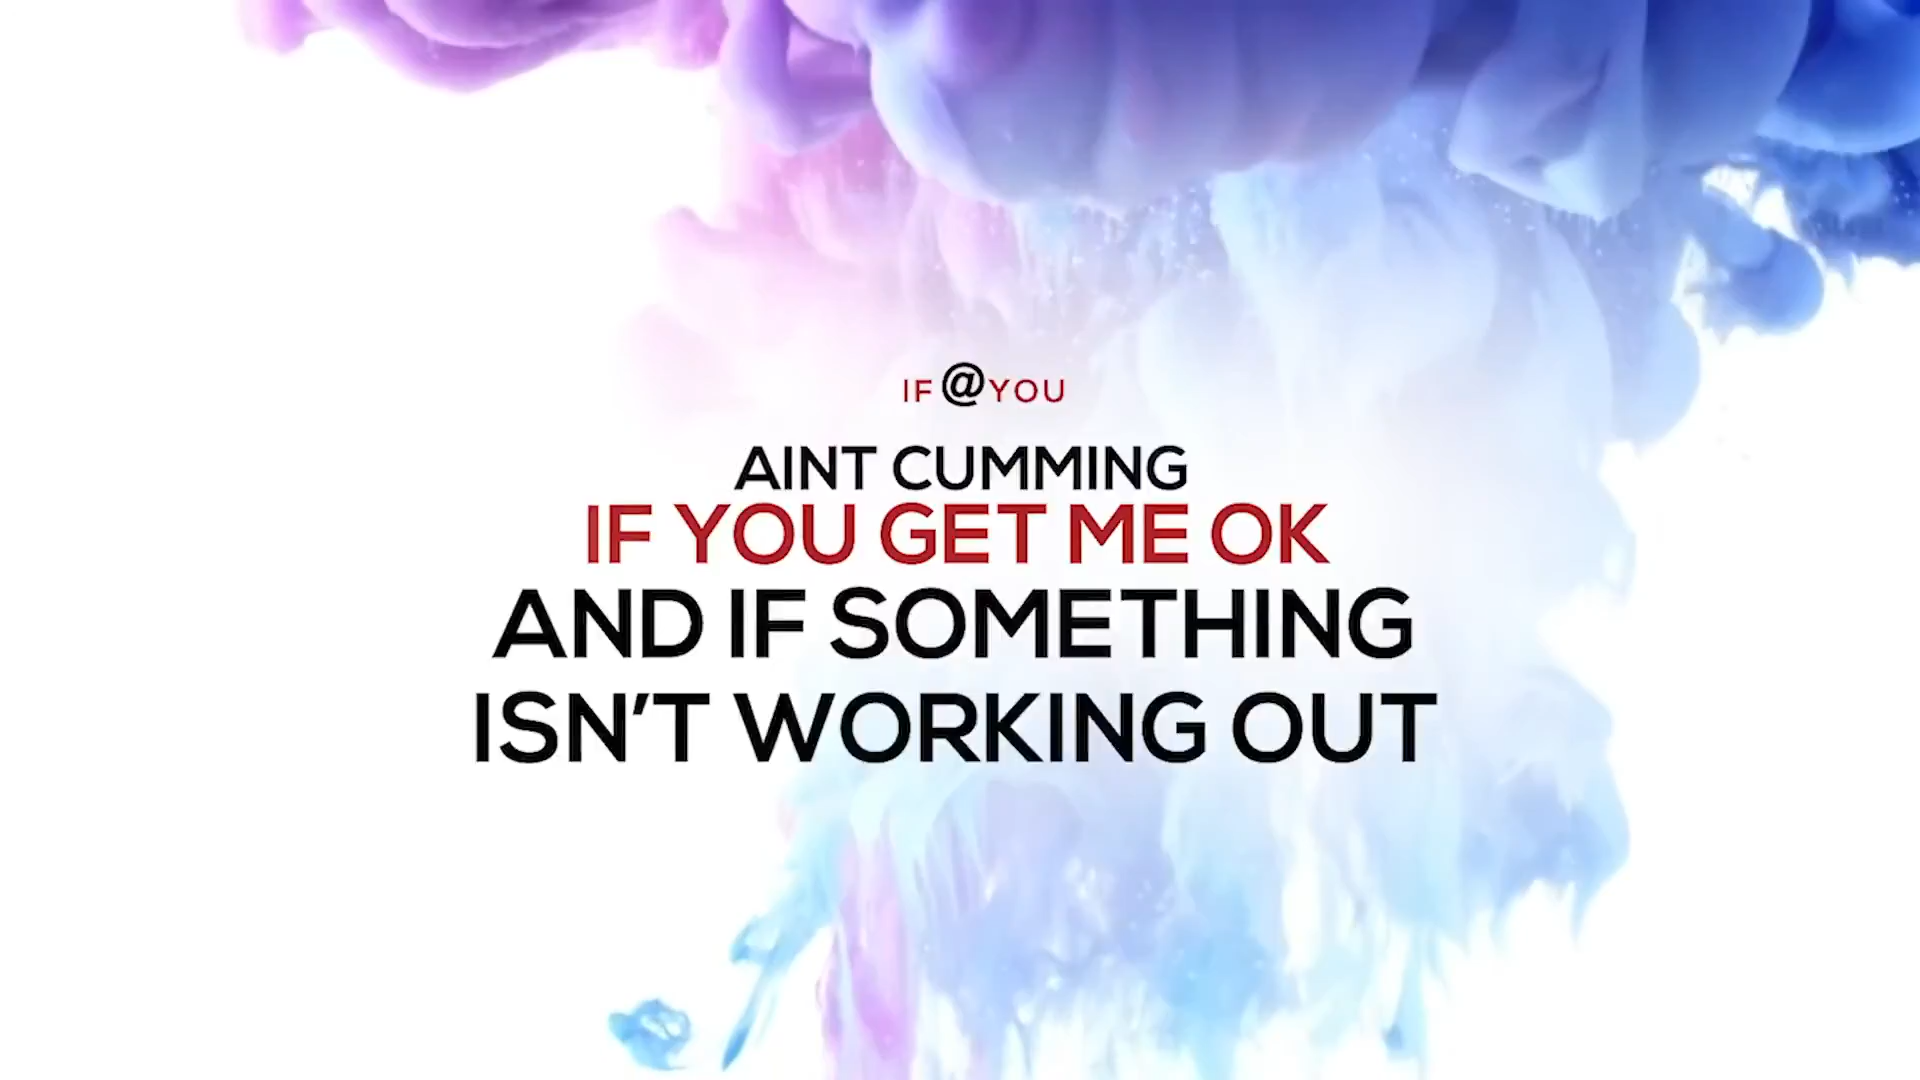 IF @YOU
AINT CUMMING
IF YOU GET ME OK
AND IF SOMETHING
ISN'T WORKING OUT